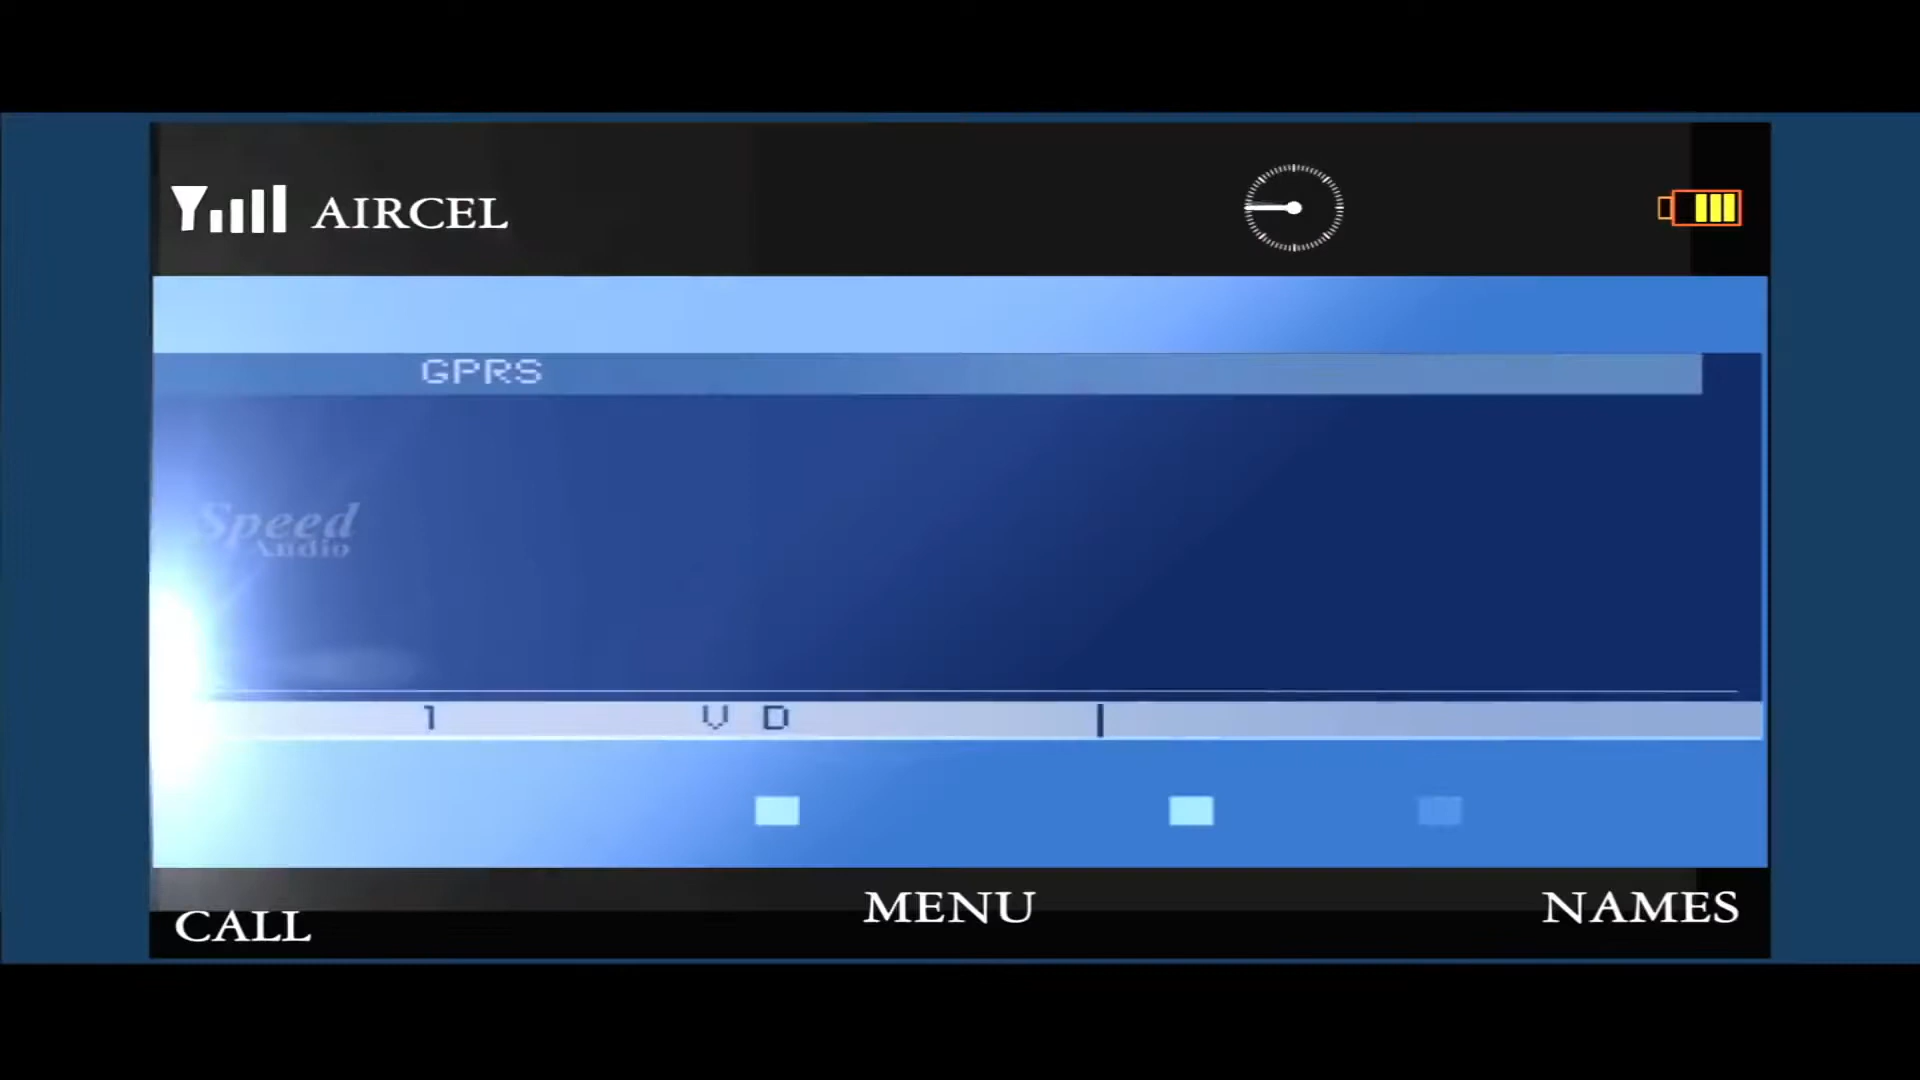 AIRCEL
GPRS
Speed
Audio
1 V D
CALL MENU NAMES